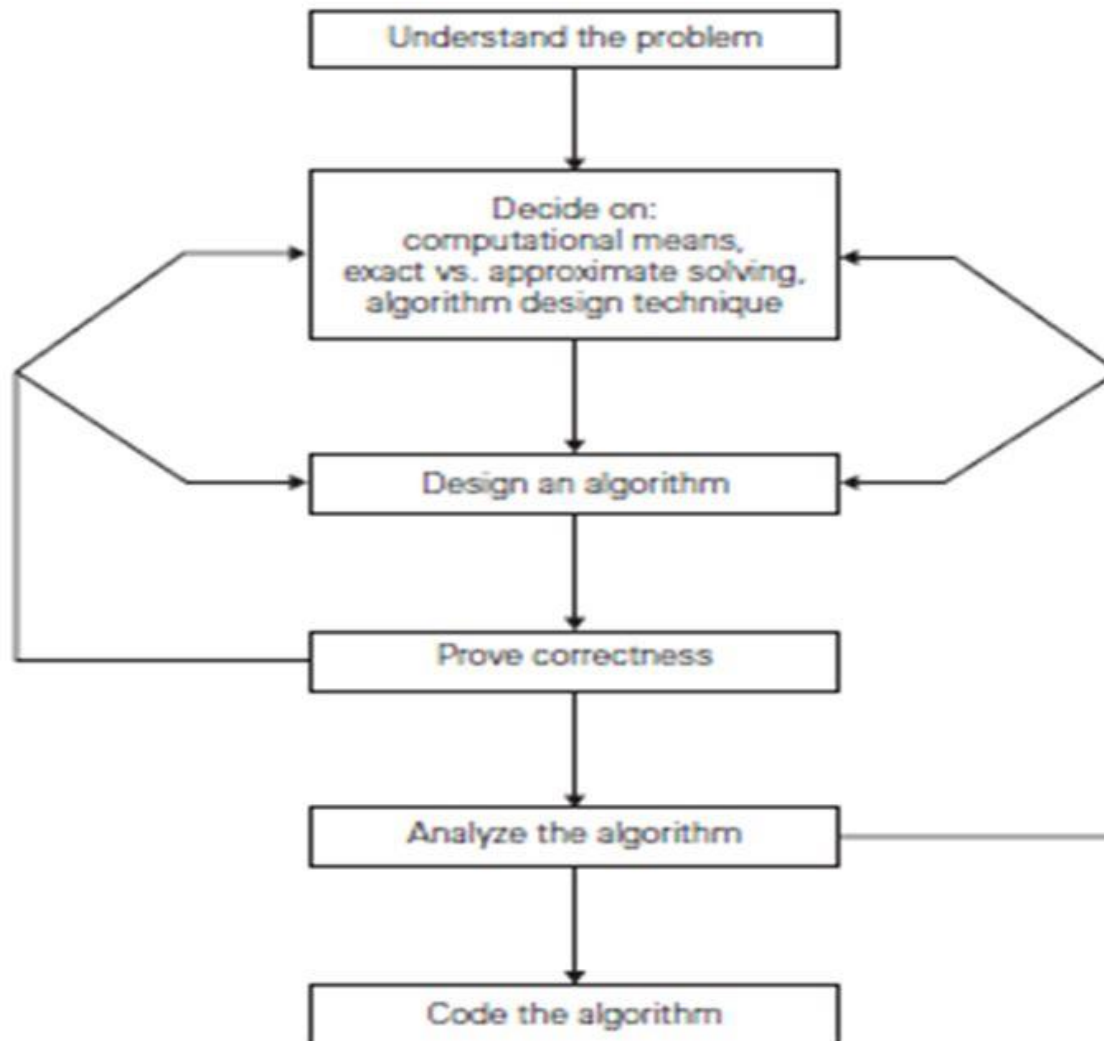 Understand the problem
Decide on:
computational means,
exact vs. approximate solving,
algorithm design technique
Design an algorithm
Prove correctness
Analyze the algorithm
Code the algorithm